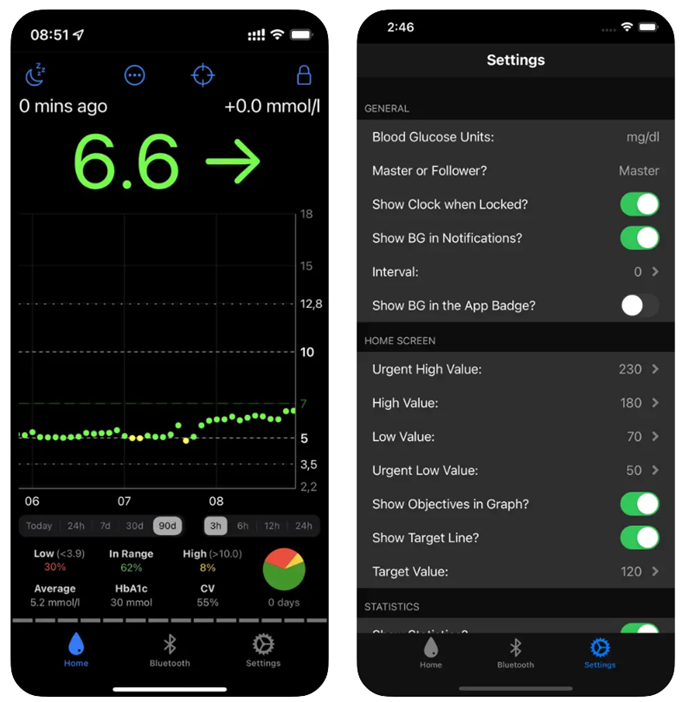 08:51
0 mins ago +0.0 mmol/l
6.6 →
18
15
12,8
10
7
5
3,5
2,2
06 07 08
Today 24h 7d 30d 90d 3h 6h 12h 24h
Low (<3.9) In Range High (>10.0)
30% 62% 8%
Average HbA1c CV
5.2 mmol/l 30 mmol 55% 0 days
Home Bluetooth Settings
2:46
Settings
GENERAL
Blood Glucose Units: mg/dl
Master or Follower? Master
Show Clock when Locked?
Show BG in Notifications?
Interval: 0 >
Show BG in the App Badge?
HOME SCREEN
Urgent High Value: 230 >
High Value: 180 >
Low Value: 70 >
Urgent Low Value: 50 >
Show Objectives in Graph?
Show Target Line?
Target Value: 120 >
STATISTICS
Show Statistics?
Home Bluetooth Settings